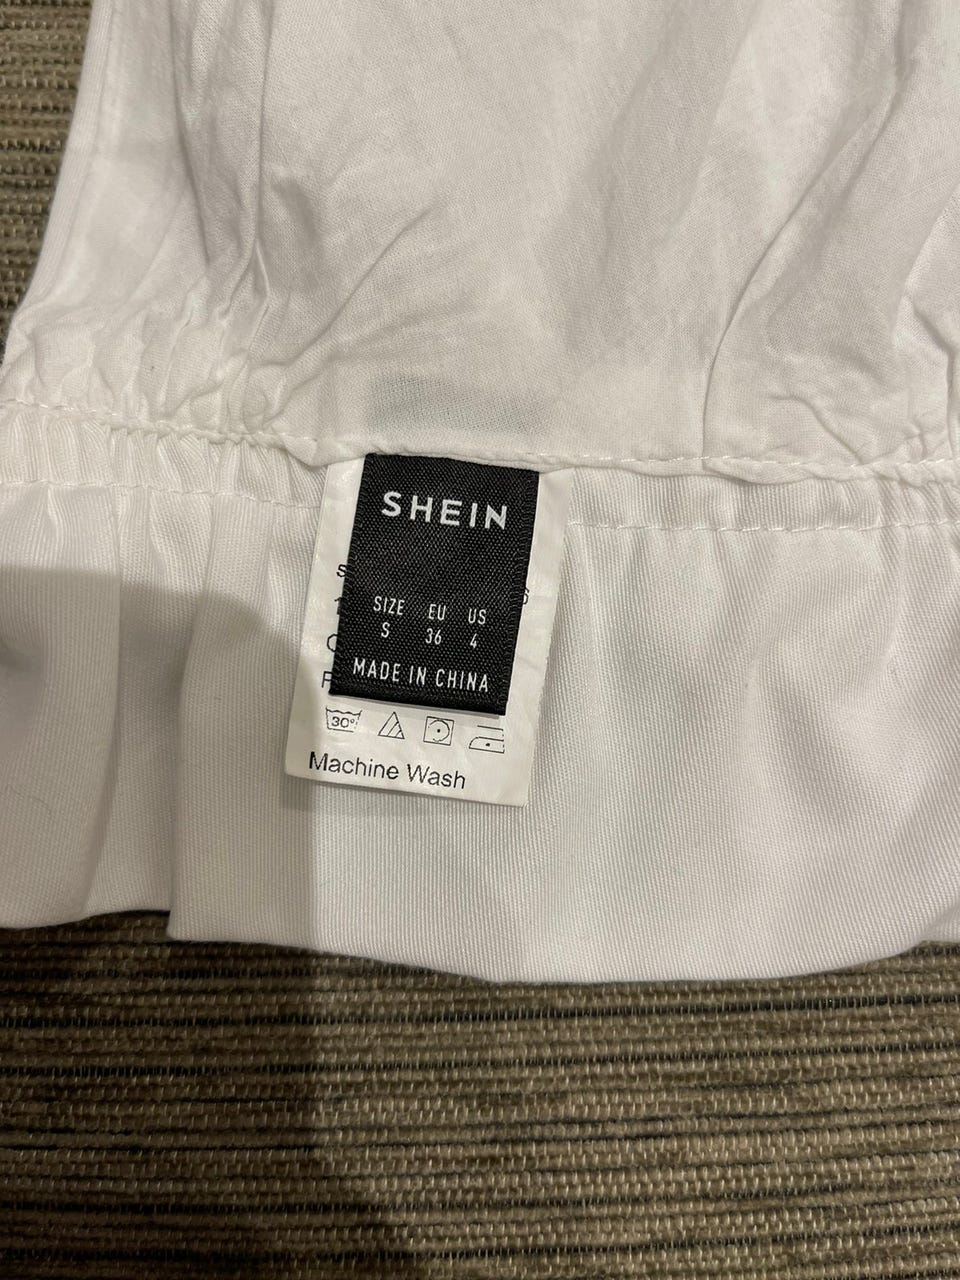 SHEIN
SIZE EU US
S 36 4
MADE IN CHINA
30°
Machine Wash